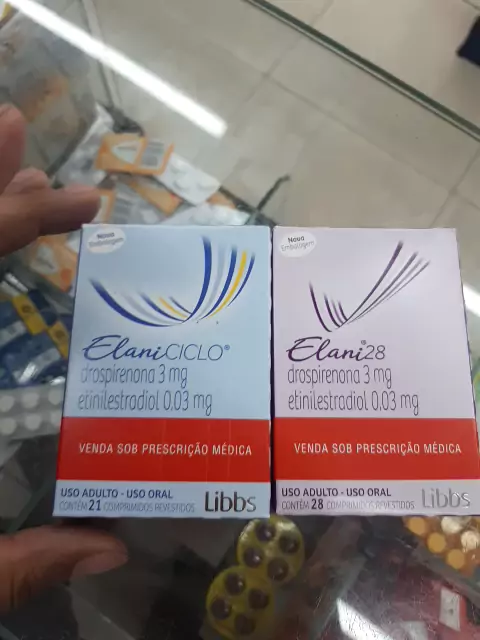 Nova
Embalagem
ElaniCICLO®
drospirenona 3 mg
etinilestradiol 0,03 mg
VENDA SOB PRESCRIÇÃO MÉDICA
USO ADULTO - USO ORAL
CONTÉM 21 COMPRIMIDOS REVESTIDOS
Libbs
Nova
Embalagem
Elani®28
drospirenona 3 mg
etinilestradiol 0,03 mg
VENDA SOB PRESCRIÇÃO MÉDICA
USO ADULTO - USO ORAL
CONTÉM 28 COMPRIMIDOS REVESTIDOS
Libbs